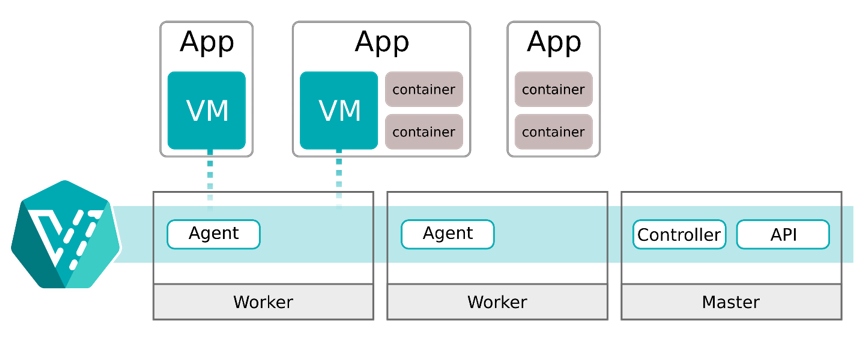 App
App
App
VM
VM
container
container
container
container
Agent
Agent
Controller
API
Worker
Worker
Master